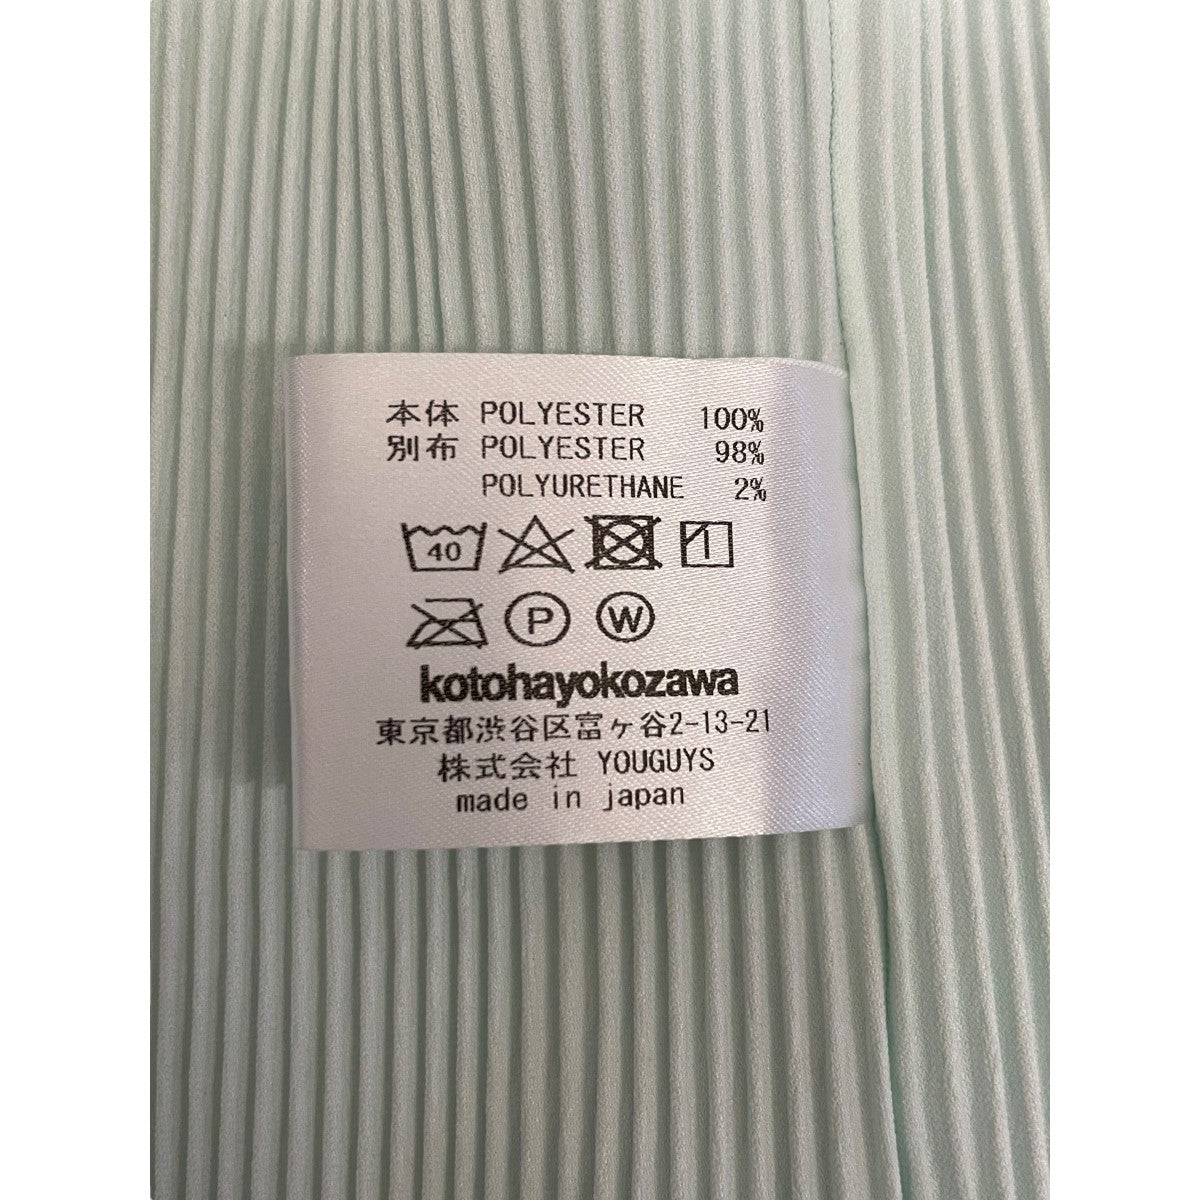 本体 POLYESTER 100%
別布 POLYESTER 98%
POLYURETHANE 2%
40
P W
kotohayokozawa
東京都渋谷区富ヶ谷2-13-21
株式会社 YOUGUYS
made in japan